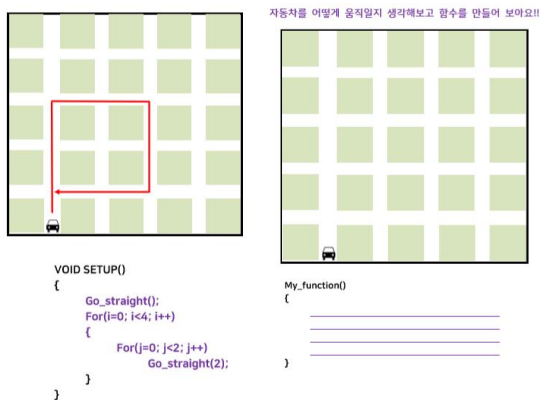 자동차를 어떻게 움직일지 생각해보고 함수를 만들어 보아요!!
VOID SETUP()
{
Go_straight();
For(i=0; i<4; i++)
{
For(j=0; j<2; j++)
Go_straight(2);
}
}
My_function()
{
}